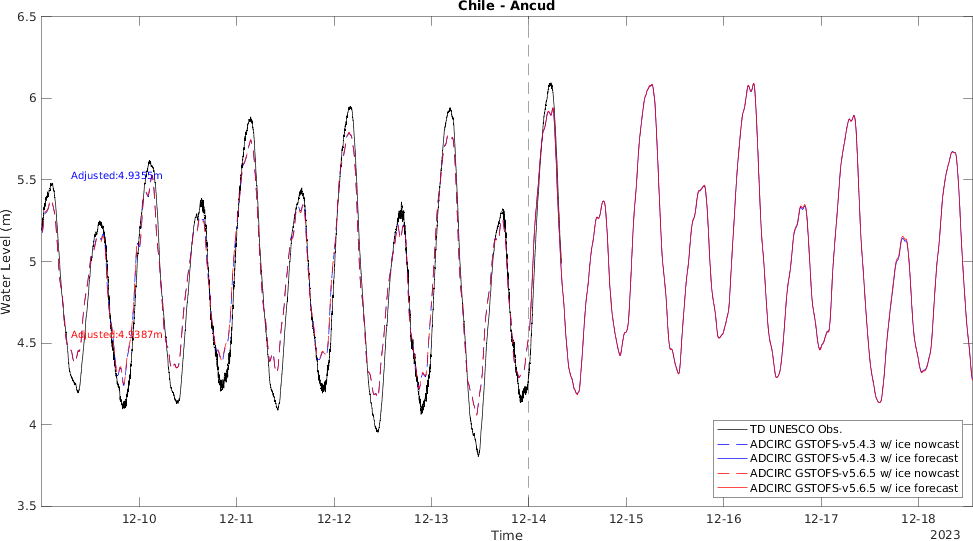 Chile - Ancud
6.5
6
5.5
5
4.5
4
3.5
Water Level (m)
Adjusted:4.9355m
Adjusted:4.9387m
TD UNESCO Obs.
ADCIRC GSTOFS-v5.4.3 w/ ice nowcast
ADCIRC GSTOFS-v5.4.3 w/ ice forecast
ADCIRC GSTOFS-v5.6.5 w/ ice nowcast
ADCIRC GSTOFS-v5.6.5 w/ ice forecast
12-10 12-11 12-12 12-13 12-14 12-15 12-16 12-17 12-18
Time
2023